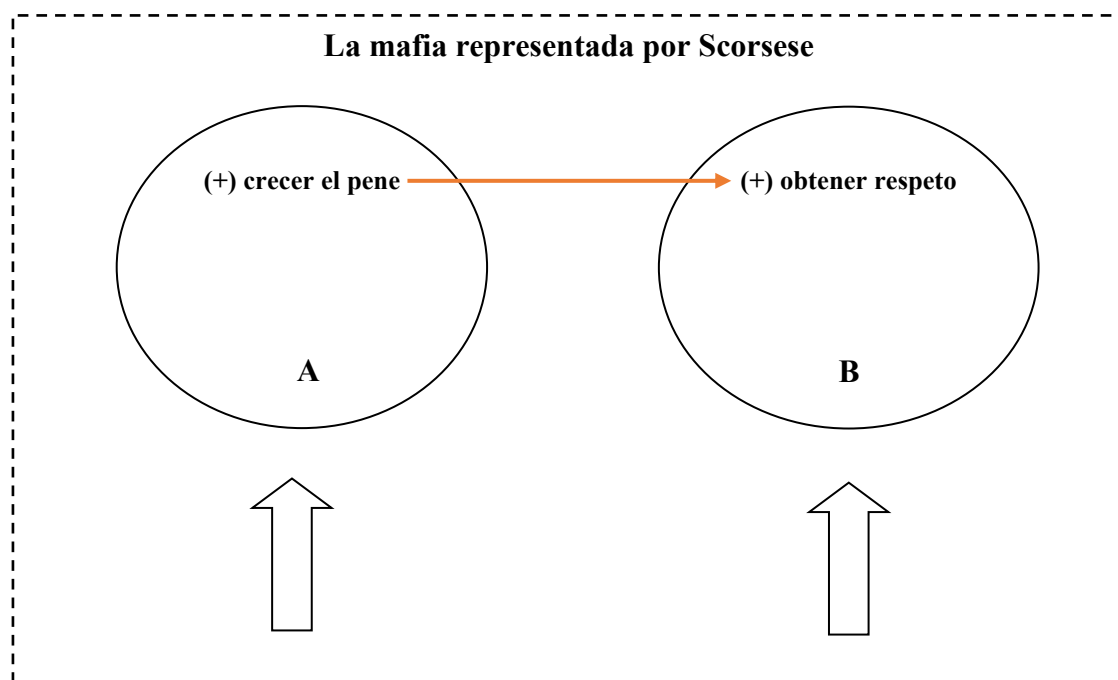 La mafia representada por Scorsese
(+) crecer el pene (+) obtener respeto
A B